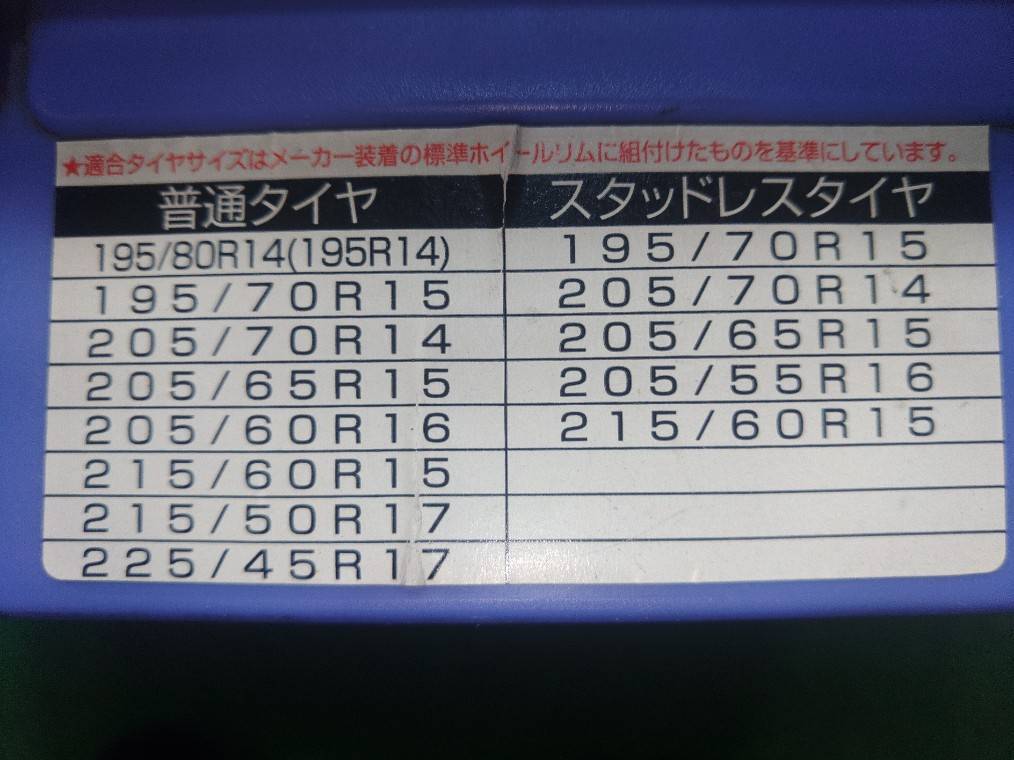 ★適合タイヤサイズはメーカー装着の標準ホイールリムに組付けたものを基準にしています。
普通タイヤ スタッドレスタイヤ
195/80R14(195R14) 195/70R15
195/70R15 205/70R14
205/70R14 205/65R15
205/65R15 205/55R16
205/60R16 215/60R15
215/60R15
215/50R17
225/45R17